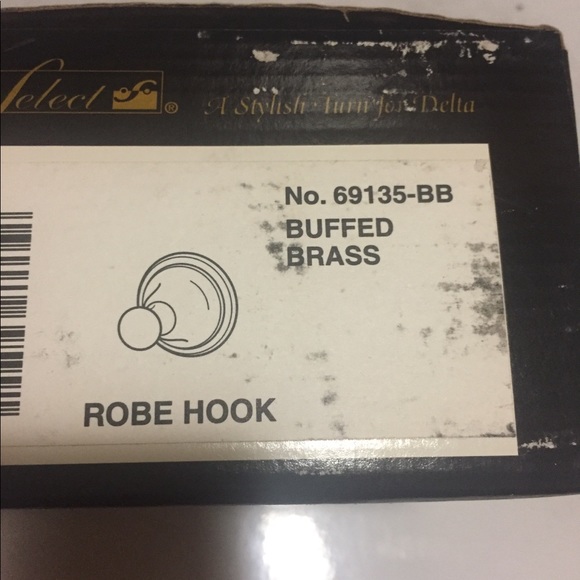 Select ®
A Stylish Turn for Delta
No. 69135-BB
BUFFED
BRASS
ROBE HOOK